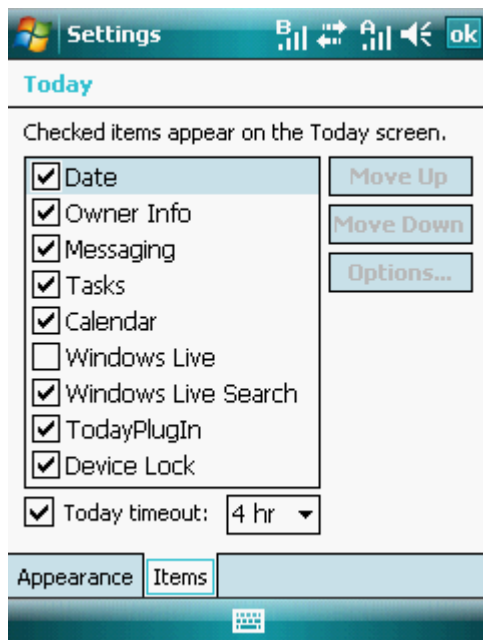 Settings B A ok
Today
Checked items appear on the Today screen.
Date
Owner Info
Messaging
Tasks
Calendar
Windows Live
Windows Live Search
TodayPlugIn
Device Lock
Move Up
Move Down
Options...
Today timeout: 4 hr
Appearance Items